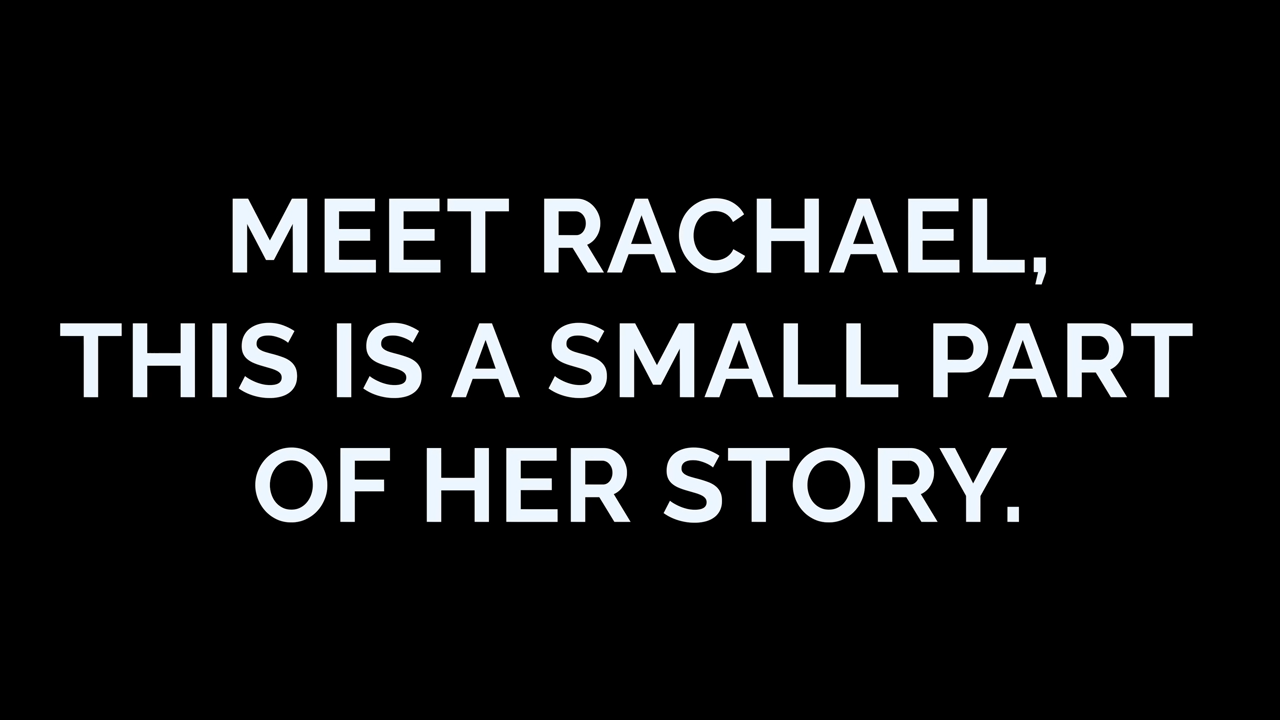 MEET RACHAEL,
THIS IS A SMALL PART
OF HER STORY.